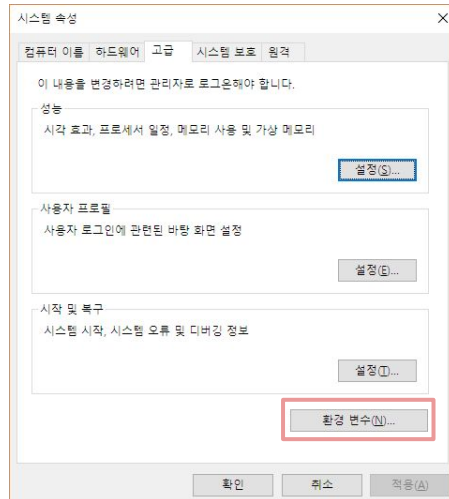 시스템 속성
컴퓨터 이름 하드웨어 고급 시스템 보호 원격
이 내용을 변경하려면 관리자로 로그온해야 합니다.
성능
시각 효과, 프로세서 일정, 메모리 사용 및 가상 메모리
설정(S)...
사용자 프로필
사용자 로그인에 관련된 바탕 화면 설정
설정(E)...
시작 및 복구
시스템 시작, 시스템 오류 및 디버깅 정보
설정(T)...
환경 변수(N)...
확인 취소 적용(A)